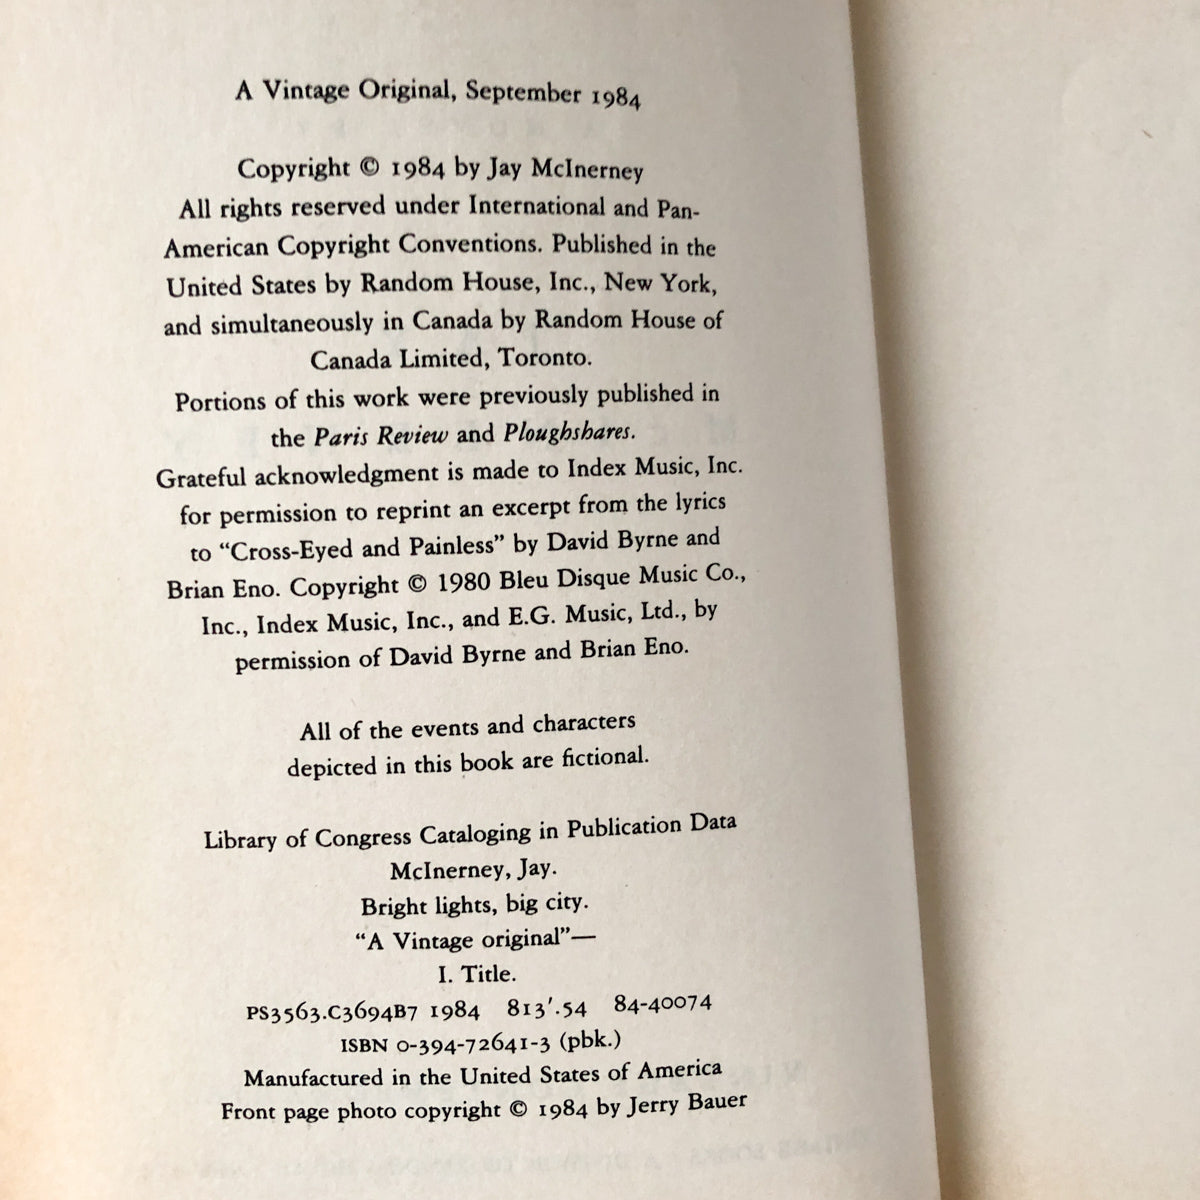 A Vintage Original, September 1984
Copyright © 1984 by Jay McInerney
All rights reserved under International and Pan-
American Copyright Conventions. Published in the
United States by Random House, Inc., New York,
and simultaneously in Canada by Random House of
Canada Limited, Toronto.
Portions of this work were previously published in
the Paris Review and Ploughshares.
Grateful acknowledgment is made to Index Music, Inc.
for permission to reprint an excerpt from the lyrics
to “Cross-Eyed and Painless” by David Byrne and
Brian Eno. Copyright © 1980 Bleu Disque Music Co.,
Inc., Index Music, Inc., and E.G. Music, Ltd., by
permission of David Byrne and Brian Eno.
All of the events and characters
depicted in this book are fictional.
Library of Congress Cataloging in Publication Data
McInerney, Jay.
Bright lights, big city.
“A Vintage original”—
I. Title.
PS3563.C3694B7 1984 813′.54 84-40074
ISBN 0-394-72641-3 (pbk.)
Manufactured in the United States of America
Front page photo copyright © 1984 by Jerry Bauer